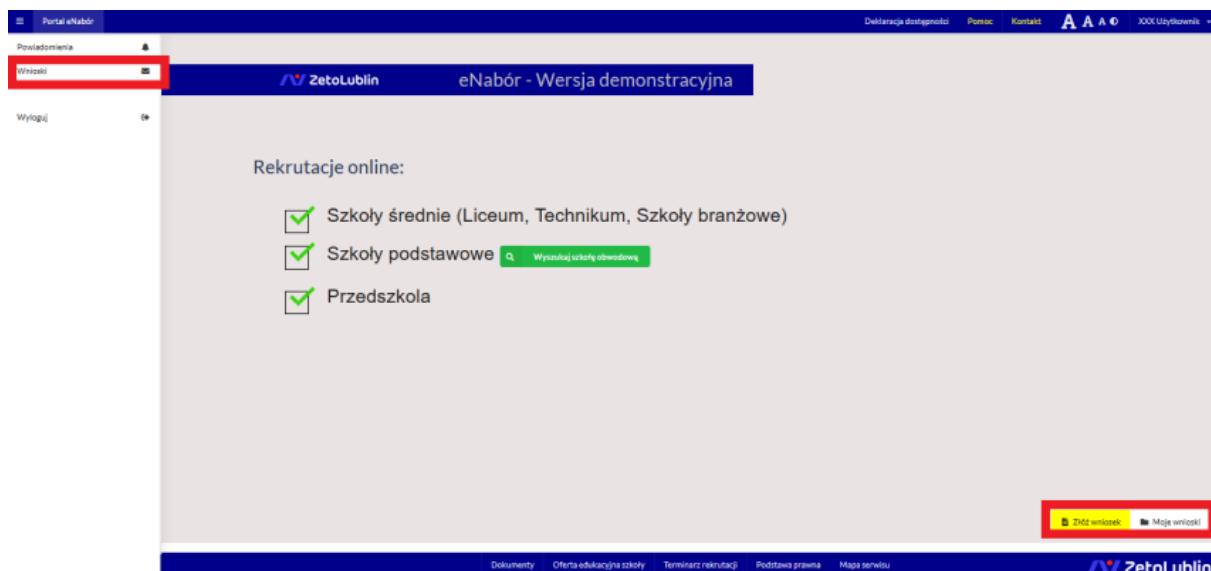 Portal eNabór
Deklaracja dostępności Pomoc Kontakt A A A XXX Użytkownik
Powiadomienia
Wnioski
Wyloguj
ZetoLublin eNabór - Wersja demonstracyjna
Rekrutacje online:
Szkoły średnie (Liceum, Technikum, Szkoły branżowe)
Szkoły podstawowe Wyszukaj szkołę obwodową
Przedszkola
Złóż wniosek Moje wnioski
Dokumenty Oferta edukacyjna szkoły Terminarz rekrutacji Podstawa prawna Mapa serwisu ZetoLublin